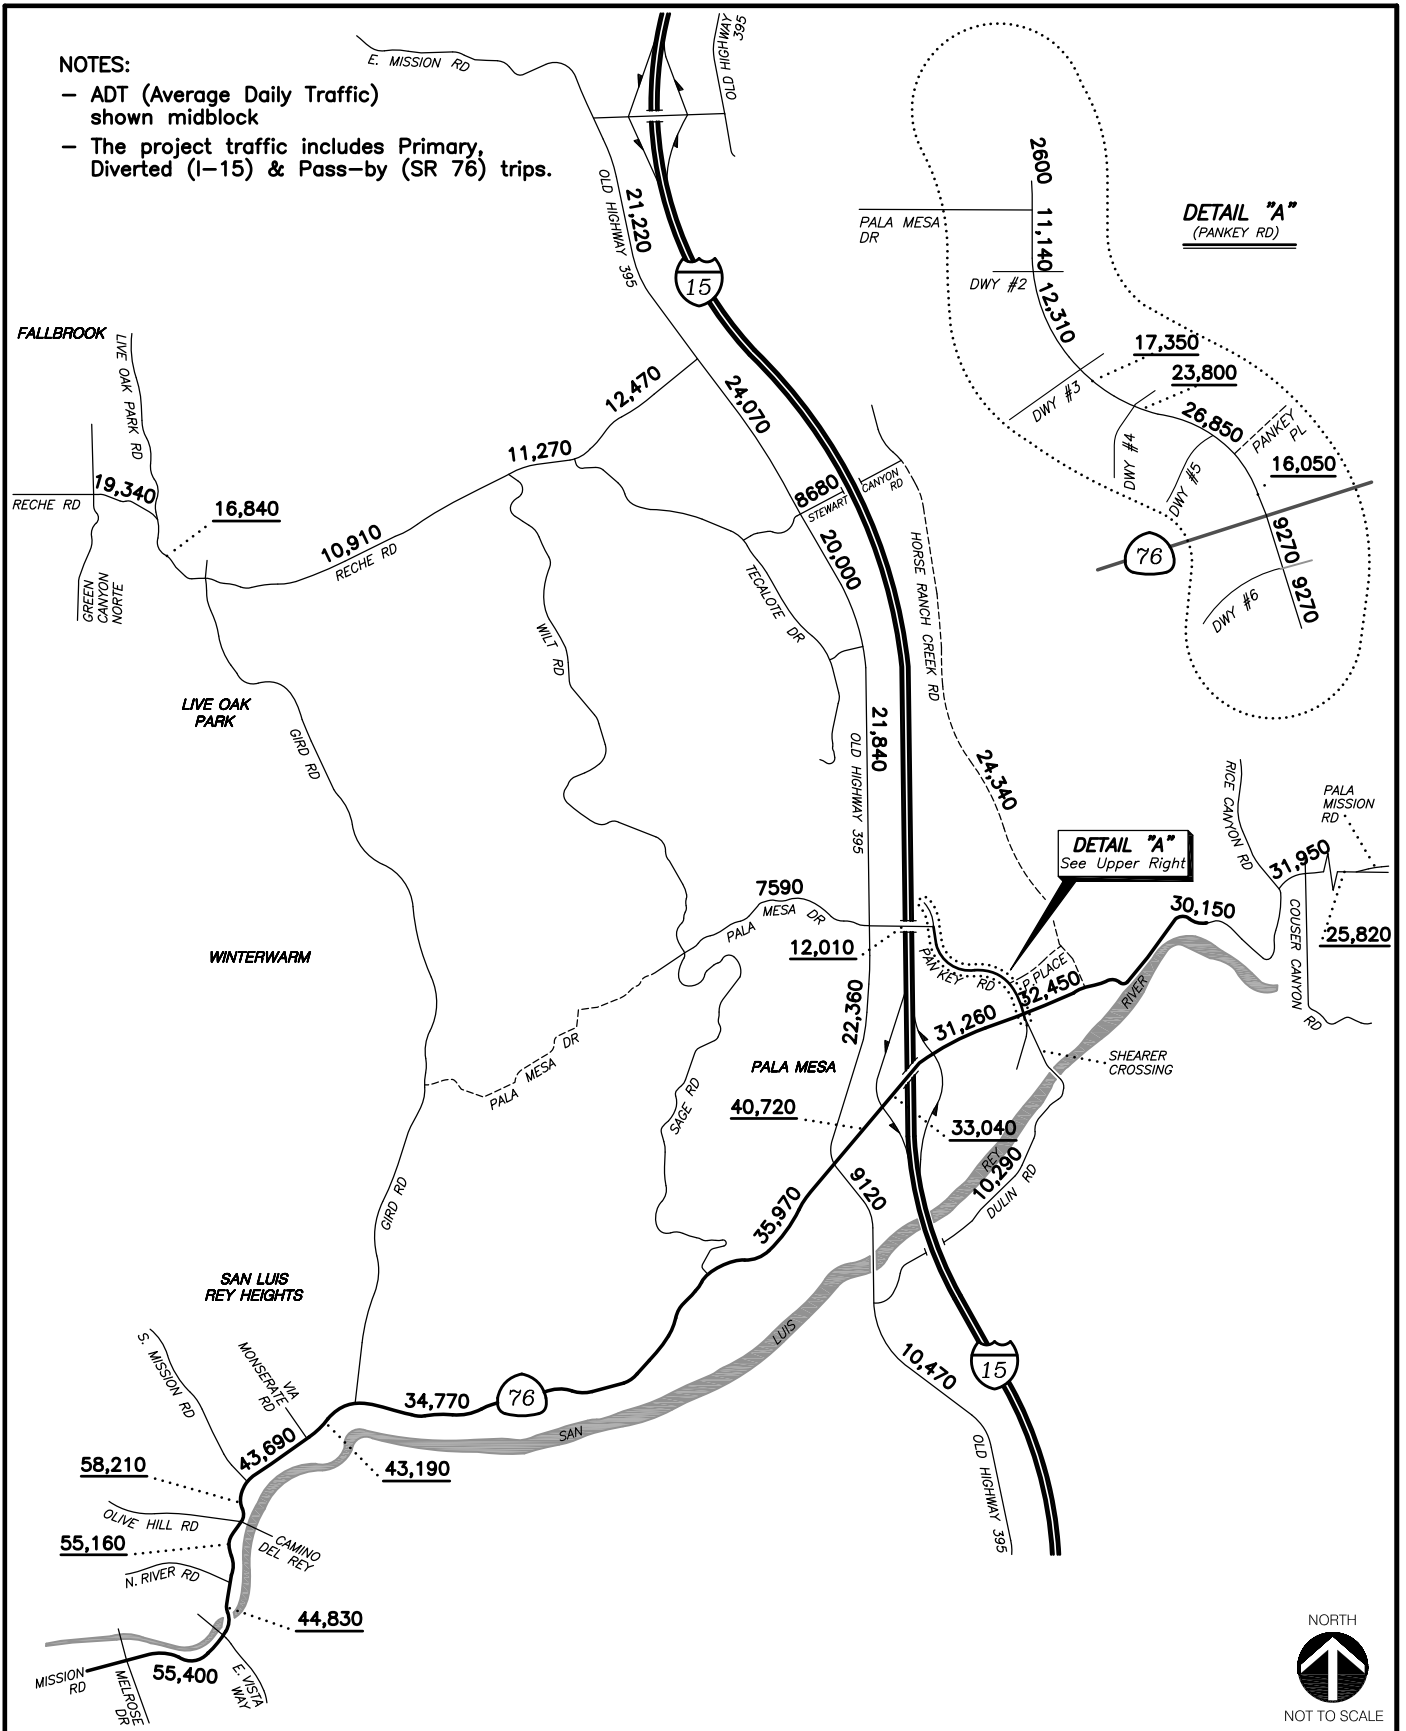 NOTES:
– ADT (Average Daily Traffic)
shown midblock
– The project traffic includes Primary,
Diverted (I–15) & Pass–by (SR 76) trips.
E. MISSION RD
OLD HIGHWAY
395
OLD HIGHWAY 395
21,220
15
DETAIL "A"
(PANKEY RD)
2600
PALA MESA
DR
11,140
DWY #2
12,310
17,350
DWY #3
23,800
DWY #4
26,850
DWY #5
PANKEY
PL
16,050
76
9270
DWY #6
9270
FALLBROOK
LIVE OAK PARK RD
RECHE RD
19,340
16,840
GREEN
CANYON
NORTE
10,910
RECHE RD
11,270
12,470
24,070
8680
STEWART
CANYON
RD
20,000
TECALOTE DR
WILT RD
HORSE RANCH CREEK RD
LIVE OAK
PARK
GIRD RD
21,840
OLD HIGHWAY 395
24,340
DETAIL "A"
See Upper Right
RICE CANYON RD
PALA
MISSION
RD
31,950
30,150
COUSER CANYON RD
25,820
7590
PALA MESA DR
12,010
PANKEY RD
P. PLACE
32,450
31,260
RIVER
WINTERWARM
22,360
PALA MESA
PALA MESA DR
SAGE RD
SHEARER
CROSSING
40,720
33,040
REY
10,290
DULIN RD
9120
35,970
GIRD RD
SAN LUIS
REY HEIGHTS
LUIS
15
10,470
S. MISSION RD
VIA
MONSERATE
RD
34,770
76
SAN
43,690
43,190
58,210
OLIVE HILL RD
CAMINO
DEL REY
55,160
N. RIVER RD
44,830
OLD HIGHWAY 395
MISSION
RD
55,400
MELROSE
DR
E. VISTA
WAY
NORTH
NOT TO SCALE